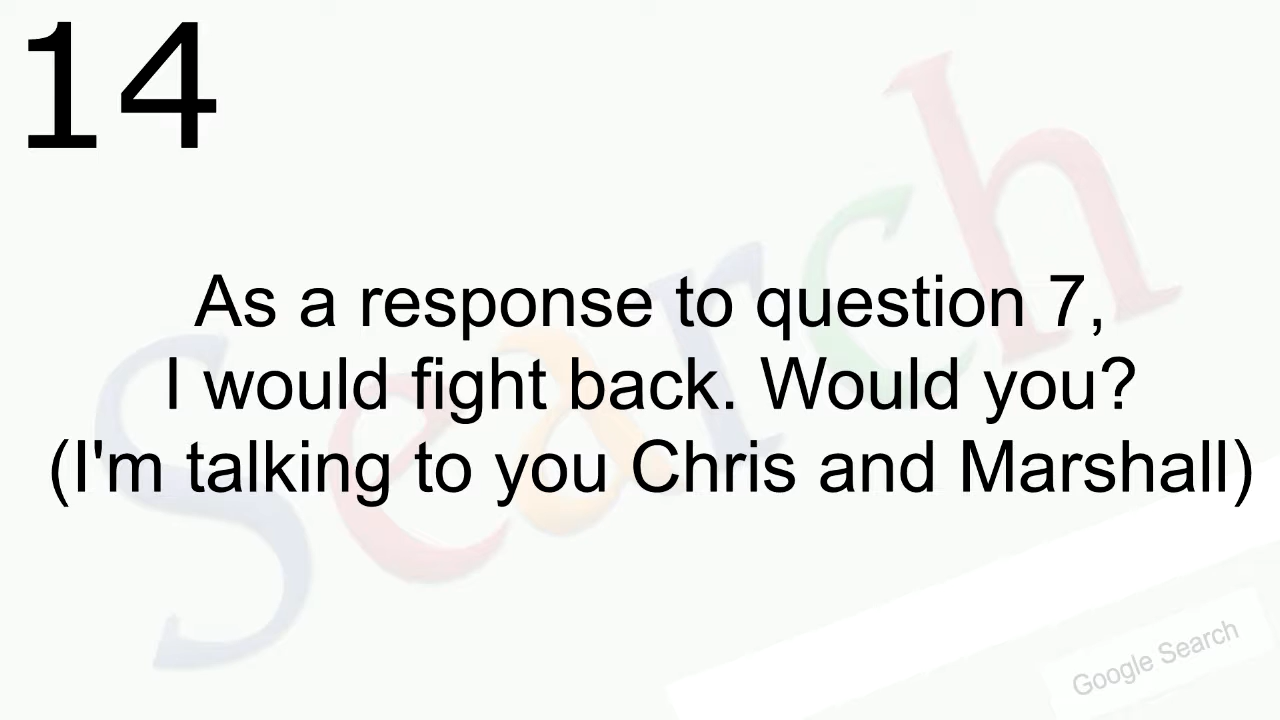 14
As a response to question 7,
I would fight back. Would you?
(I'm talking to you Chris and Marshall)
Search
Google Search